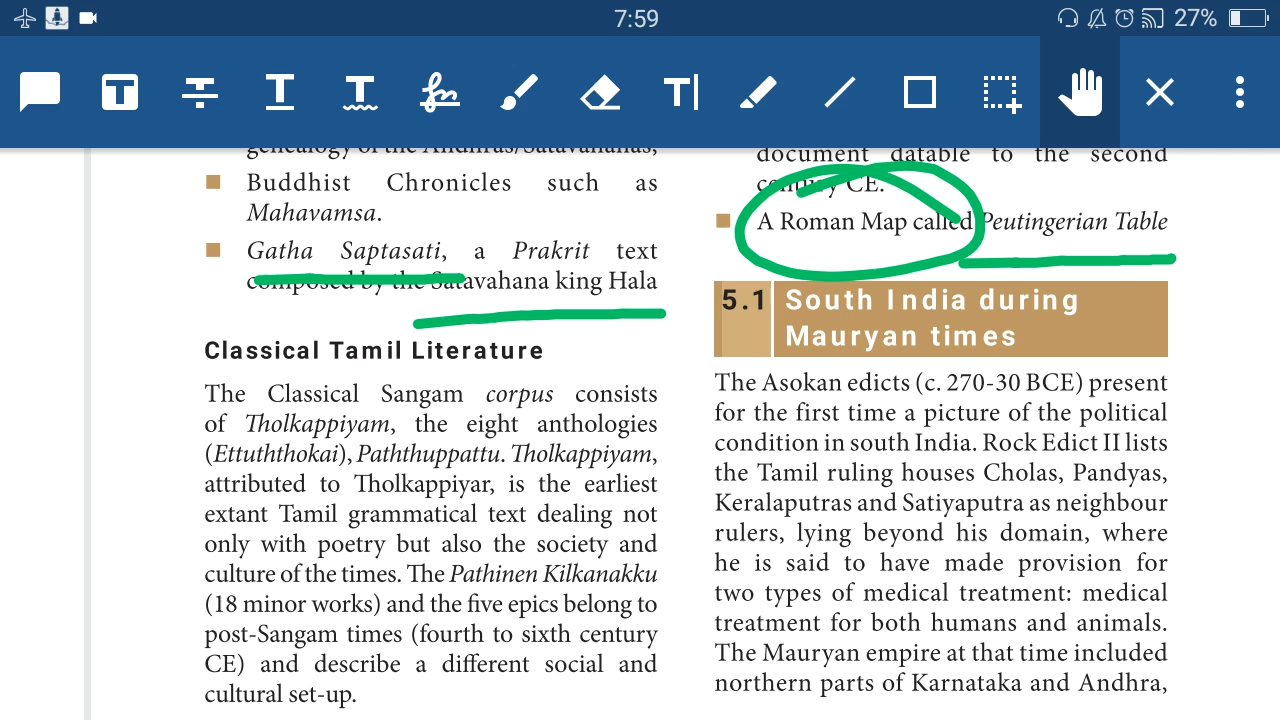 7:59
27%
genealogy of the Andhras/Satavahanas,
Buddhist Chronicles such as
Mahavamsa.
Gatha Saptasati, a Prakrit text
composed by the Satavahana king Hala
Classical Tamil Literature
The Classical Sangam corpus consists
of Tholkappiyam, the eight anthologies
(Ettuththokai), Paththuppattu. Tholkappiyam,
attributed to Tholkappiyar, is the earliest
extant Tamil grammatical text dealing not
only with poetry but also the society and
culture of the times. The Pathinen Kilkanakku
(18 minor works) and the five epics belong to
post-Sangam times (fourth to sixth century
CE) and describe a different social and
cultural set-up.
document datable to the second
century CE.
A Roman Map called Peutingerian Table
5.1 South India during
Mauryan times
The Asokan edicts (c. 270-30 BCE) present
for the first time a picture of the political
condition in south India. Rock Edict II lists
the Tamil ruling houses Cholas, Pandyas,
Keralaputras and Satiyaputra as neighbour
rulers, lying beyond his domain, where
he is said to have made provision for
two types of medical treatment: medical
treatment for both humans and animals.
The Mauryan empire at that time included
northern parts of Karnataka and Andhra,